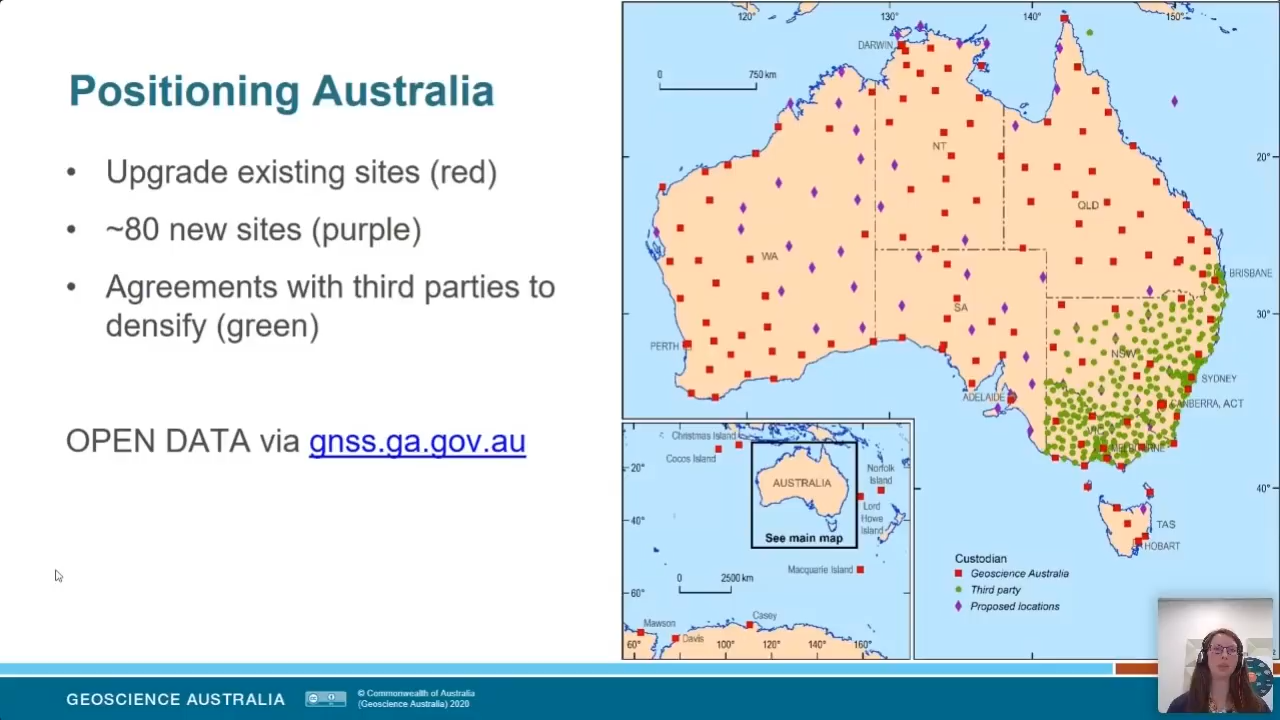 Positioning Australia
• Upgrade existing sites (red)
• ~80 new sites (purple)
• Agreements with third parties to
densify (green)
OPEN DATA via gnss.ga.gov.au
120°
130°
140°
150°
DARWIN
0
750 km
NT
20°
QLD
WA
BRISBANE
30°
SA
NSW
PERTH
SYDNEY
ADELAIDE
CANBERRA, ACT
VIC
MELBOURNE
40°
TAS
HOBART
Christmas Island
Cocos Island
20°
Norfolk
Island
AUSTRALIA
Lord
Howe
Island
40°
See main map
Macquarie Island
0
2500 km
60°
Mawson
Casey
Davis
60°
80°
100°
120°
140°
160°
Custodian
Geoscience Australia
Third party
Proposed locations
GEOSCIENCE AUSTRALIA
© Commonwealth of Australia
(Geoscience Australia) 2020